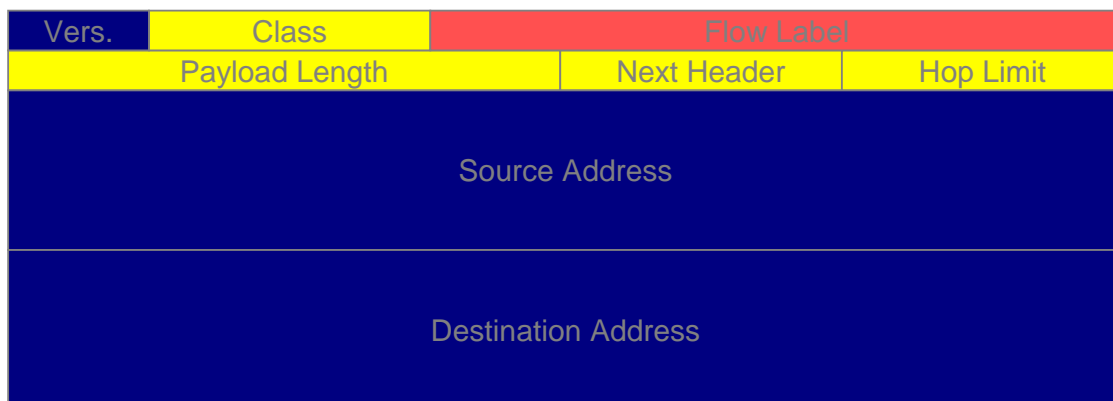 Vers. Class Flow Label
Payload Length Next Header Hop Limit
Source Address
Destination Address